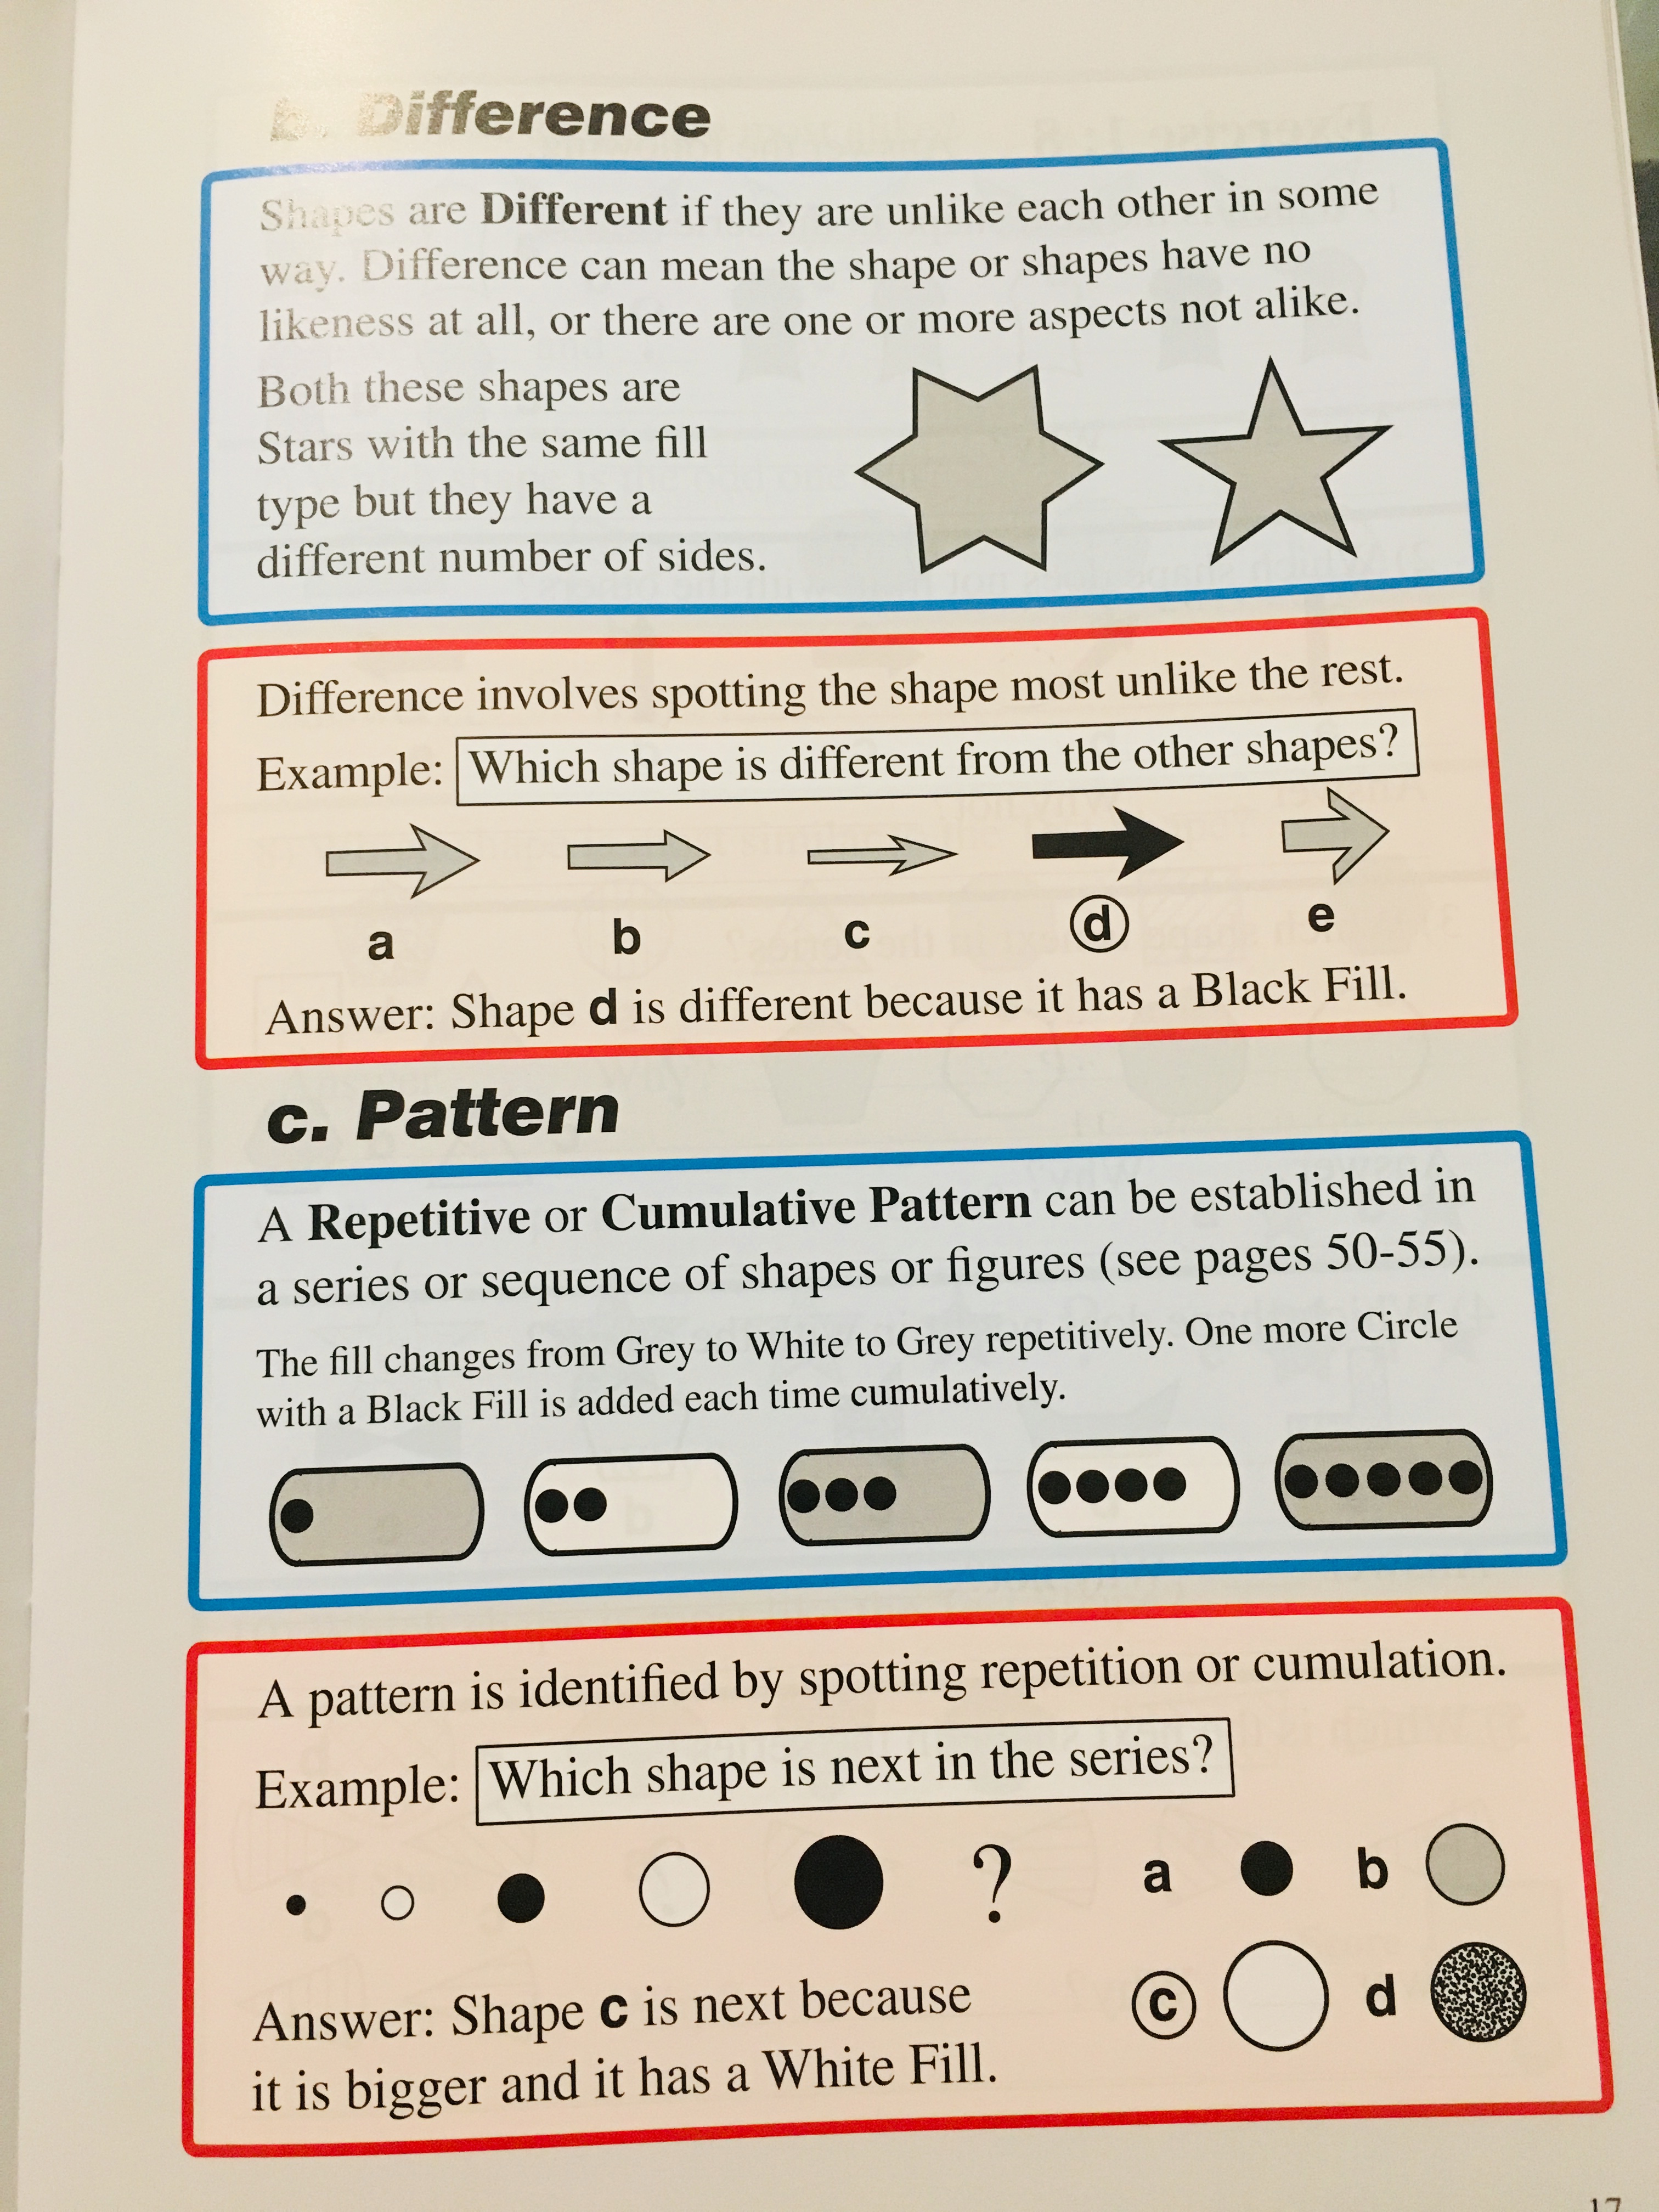 b. Difference
Shapes are Different if they are unlike each other in some
way. Difference can mean the shape or shapes have no
likeness at all, or there are one or more aspects not alike.
Both these shapes are
Stars with the same fill
type but they have a
different number of sides.
Difference involves spotting the shape most unlike the rest.
Example: Which shape is different from the other shapes?
a b c d e
Answer: Shape d is different because it has a Black Fill.
c. Pattern
A Repetitive or Cumulative Pattern can be established in
a series or sequence of shapes or figures (see pages 50-55).
The fill changes from Grey to White to Grey repetitively. One more Circle
with a Black Fill is added each time cumulatively.
A pattern is identified by spotting repetition or cumulation.
Example: Which shape is next in the series?
? a b
c d
Answer: Shape c is next because
it is bigger and it has a White Fill.
17